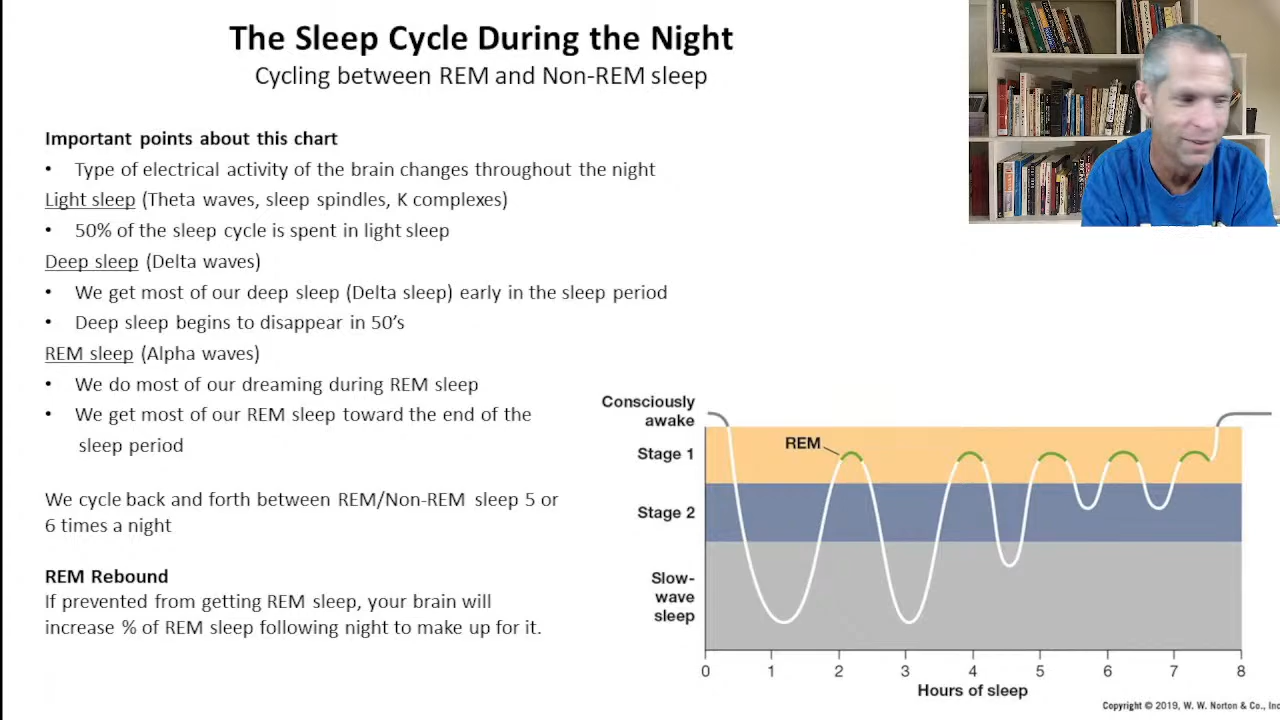 The Sleep Cycle During the Night
Cycling between REM and Non-REM sleep
Important points about this chart
• Type of electrical activity of the brain changes throughout the night
Light sleep (Theta waves, sleep spindles, K complexes)
• 50% of the sleep cycle is spent in light sleep
Deep sleep (Delta waves)
• We get most of our deep sleep (Delta sleep) early in the sleep period
• Deep sleep begins to disappear in 50's
REM sleep (Alpha waves)
• We do most of our dreaming during REM sleep
• We get most of our REM sleep toward the end of the
sleep period
We cycle back and forth between REM/Non-REM sleep 5 or
6 times a night
REM Rebound
If prevented from getting REM sleep, your brain will
increase % of REM sleep following night to make up for it.
Consciously
awake
REM
Stage 1
Stage 2
Slow-
wave
sleep
0 1 2 3 4 5 6 7 8
Hours of sleep
Copyright © 2019, W. W. Norton & Co., Inc